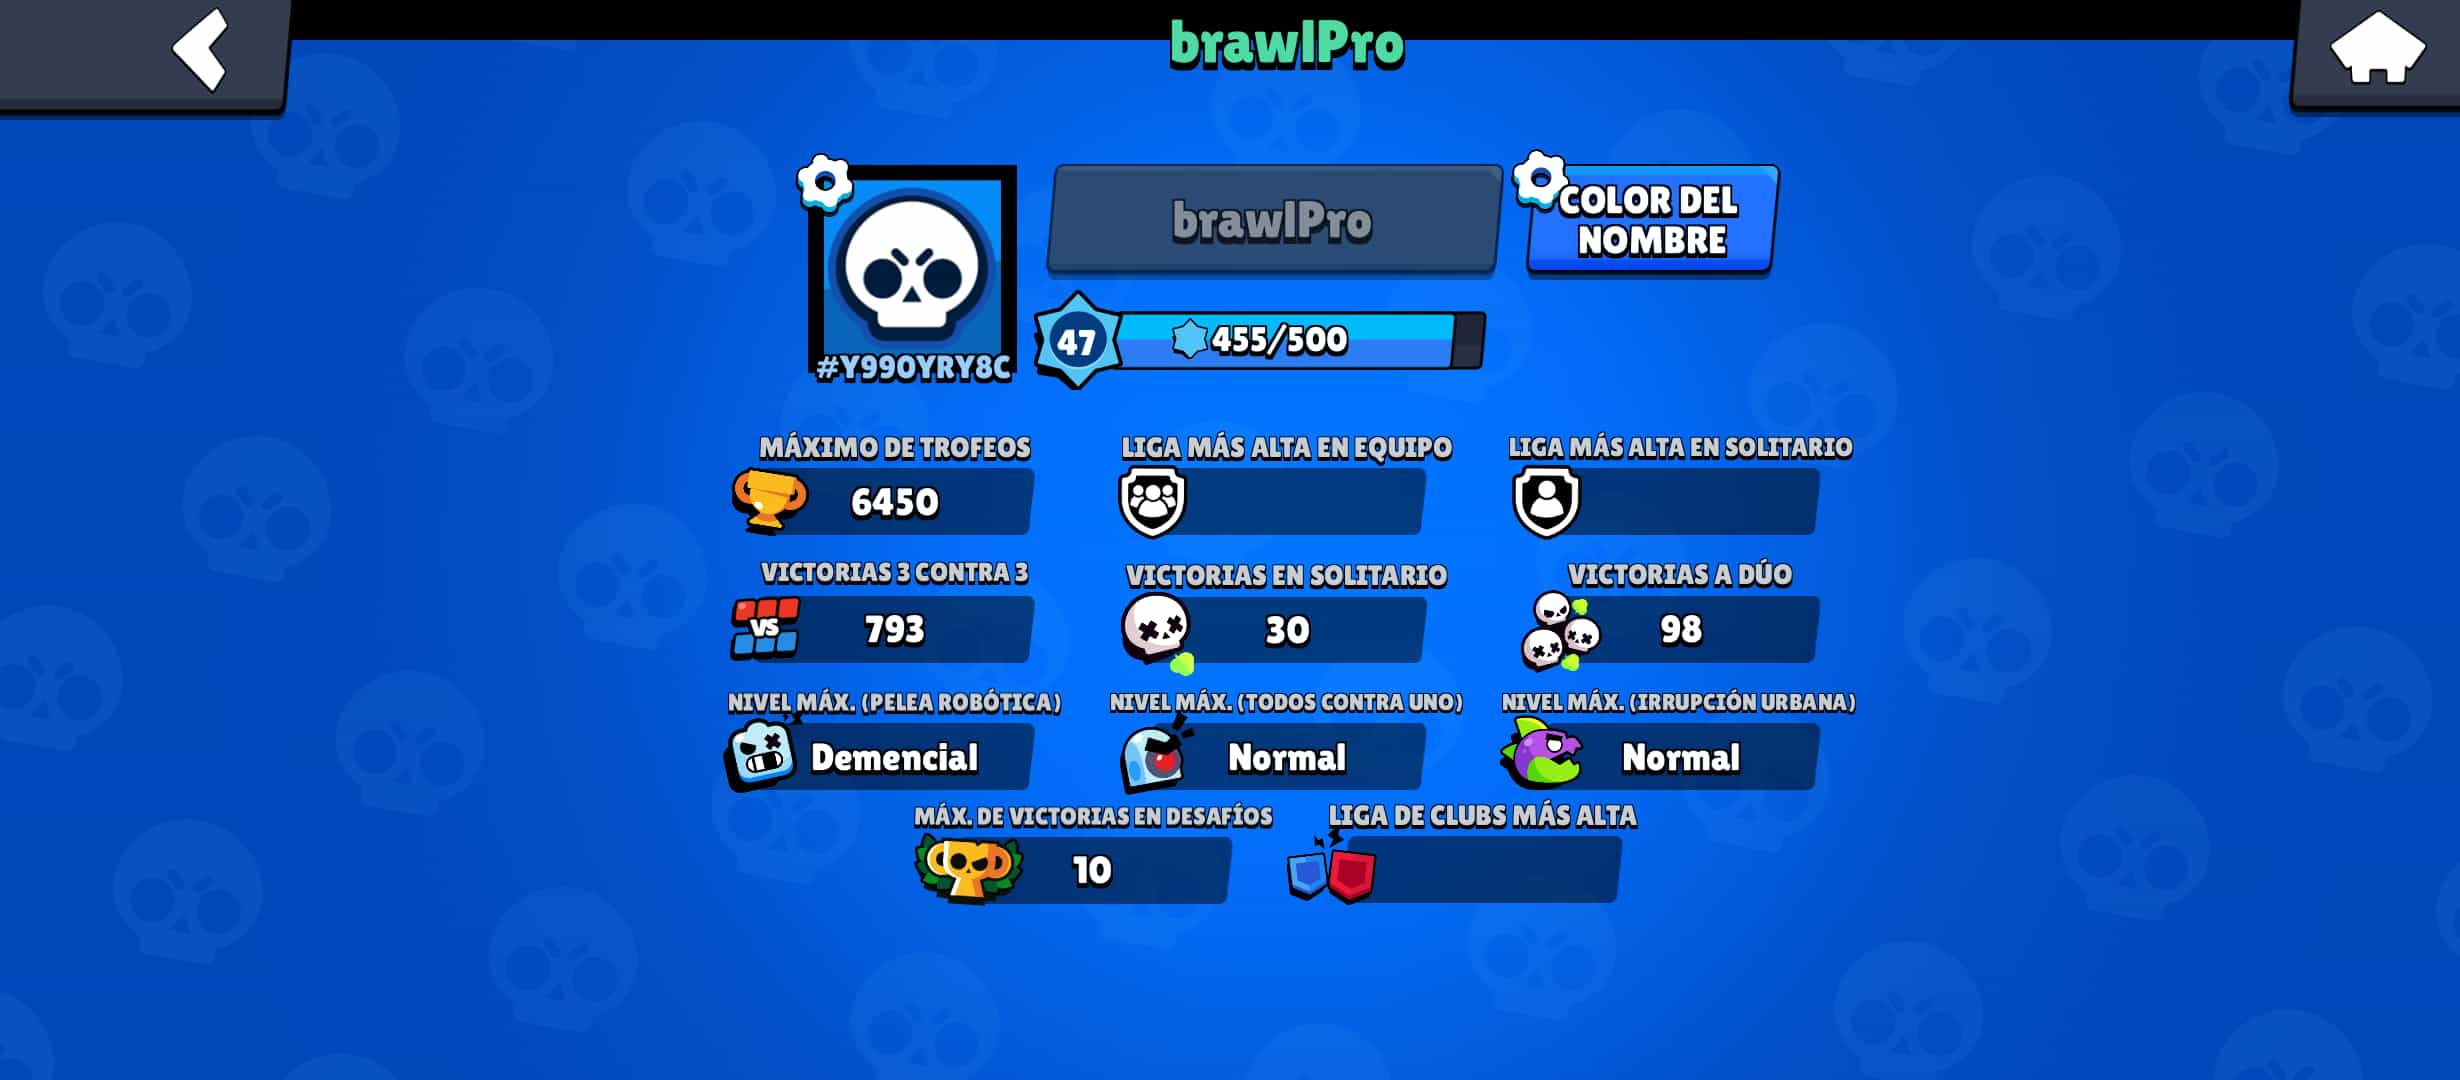 brawlPro
brawlPro
COLOR DEL
NOMBRE
#Y990YRY8C
47
455/500
MÁXIMO DE TROFEOS
6450
LIGA MÁS ALTA EN EQUIPO
LIGA MÁS ALTA EN SOLITARIO
VICTORIAS 3 CONTRA 3
VS
793
VICTORIAS EN SOLITARIO
30
VICTORIAS A DÚO
98
NIVEL MÁX. (PELEA ROBÓTICA)
Demencial
NIVEL MÁX. (TODOS CONTRA UNO)
Normal
NIVEL MÁX. (IRRUPCIÓN URBANA)
Normal
MÁX. DE VICTORIAS EN DESAFÍOS
10
LIGA DE CLUBS MÁS ALTA